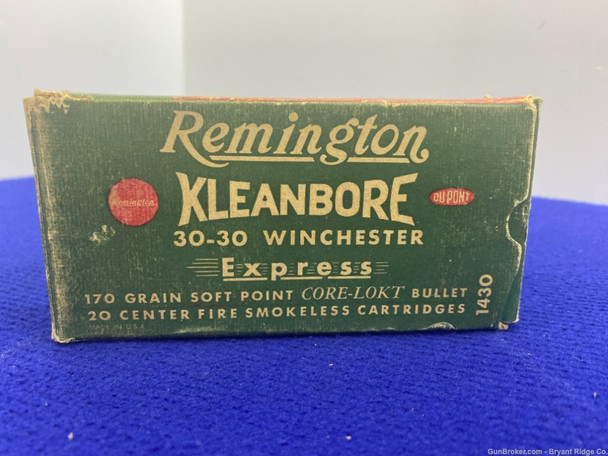 Remington
KLEANBORE
Remington
DU PONT
30-30 WINCHESTER
Express
170 GRAIN SOFT POINT CORE-LOKT BULLET
20 CENTER FIRE SMOKELESS CARTRIDGES
1430
MADE IN U.S.A.
GunBroker.com - Bryant Ridge Co.